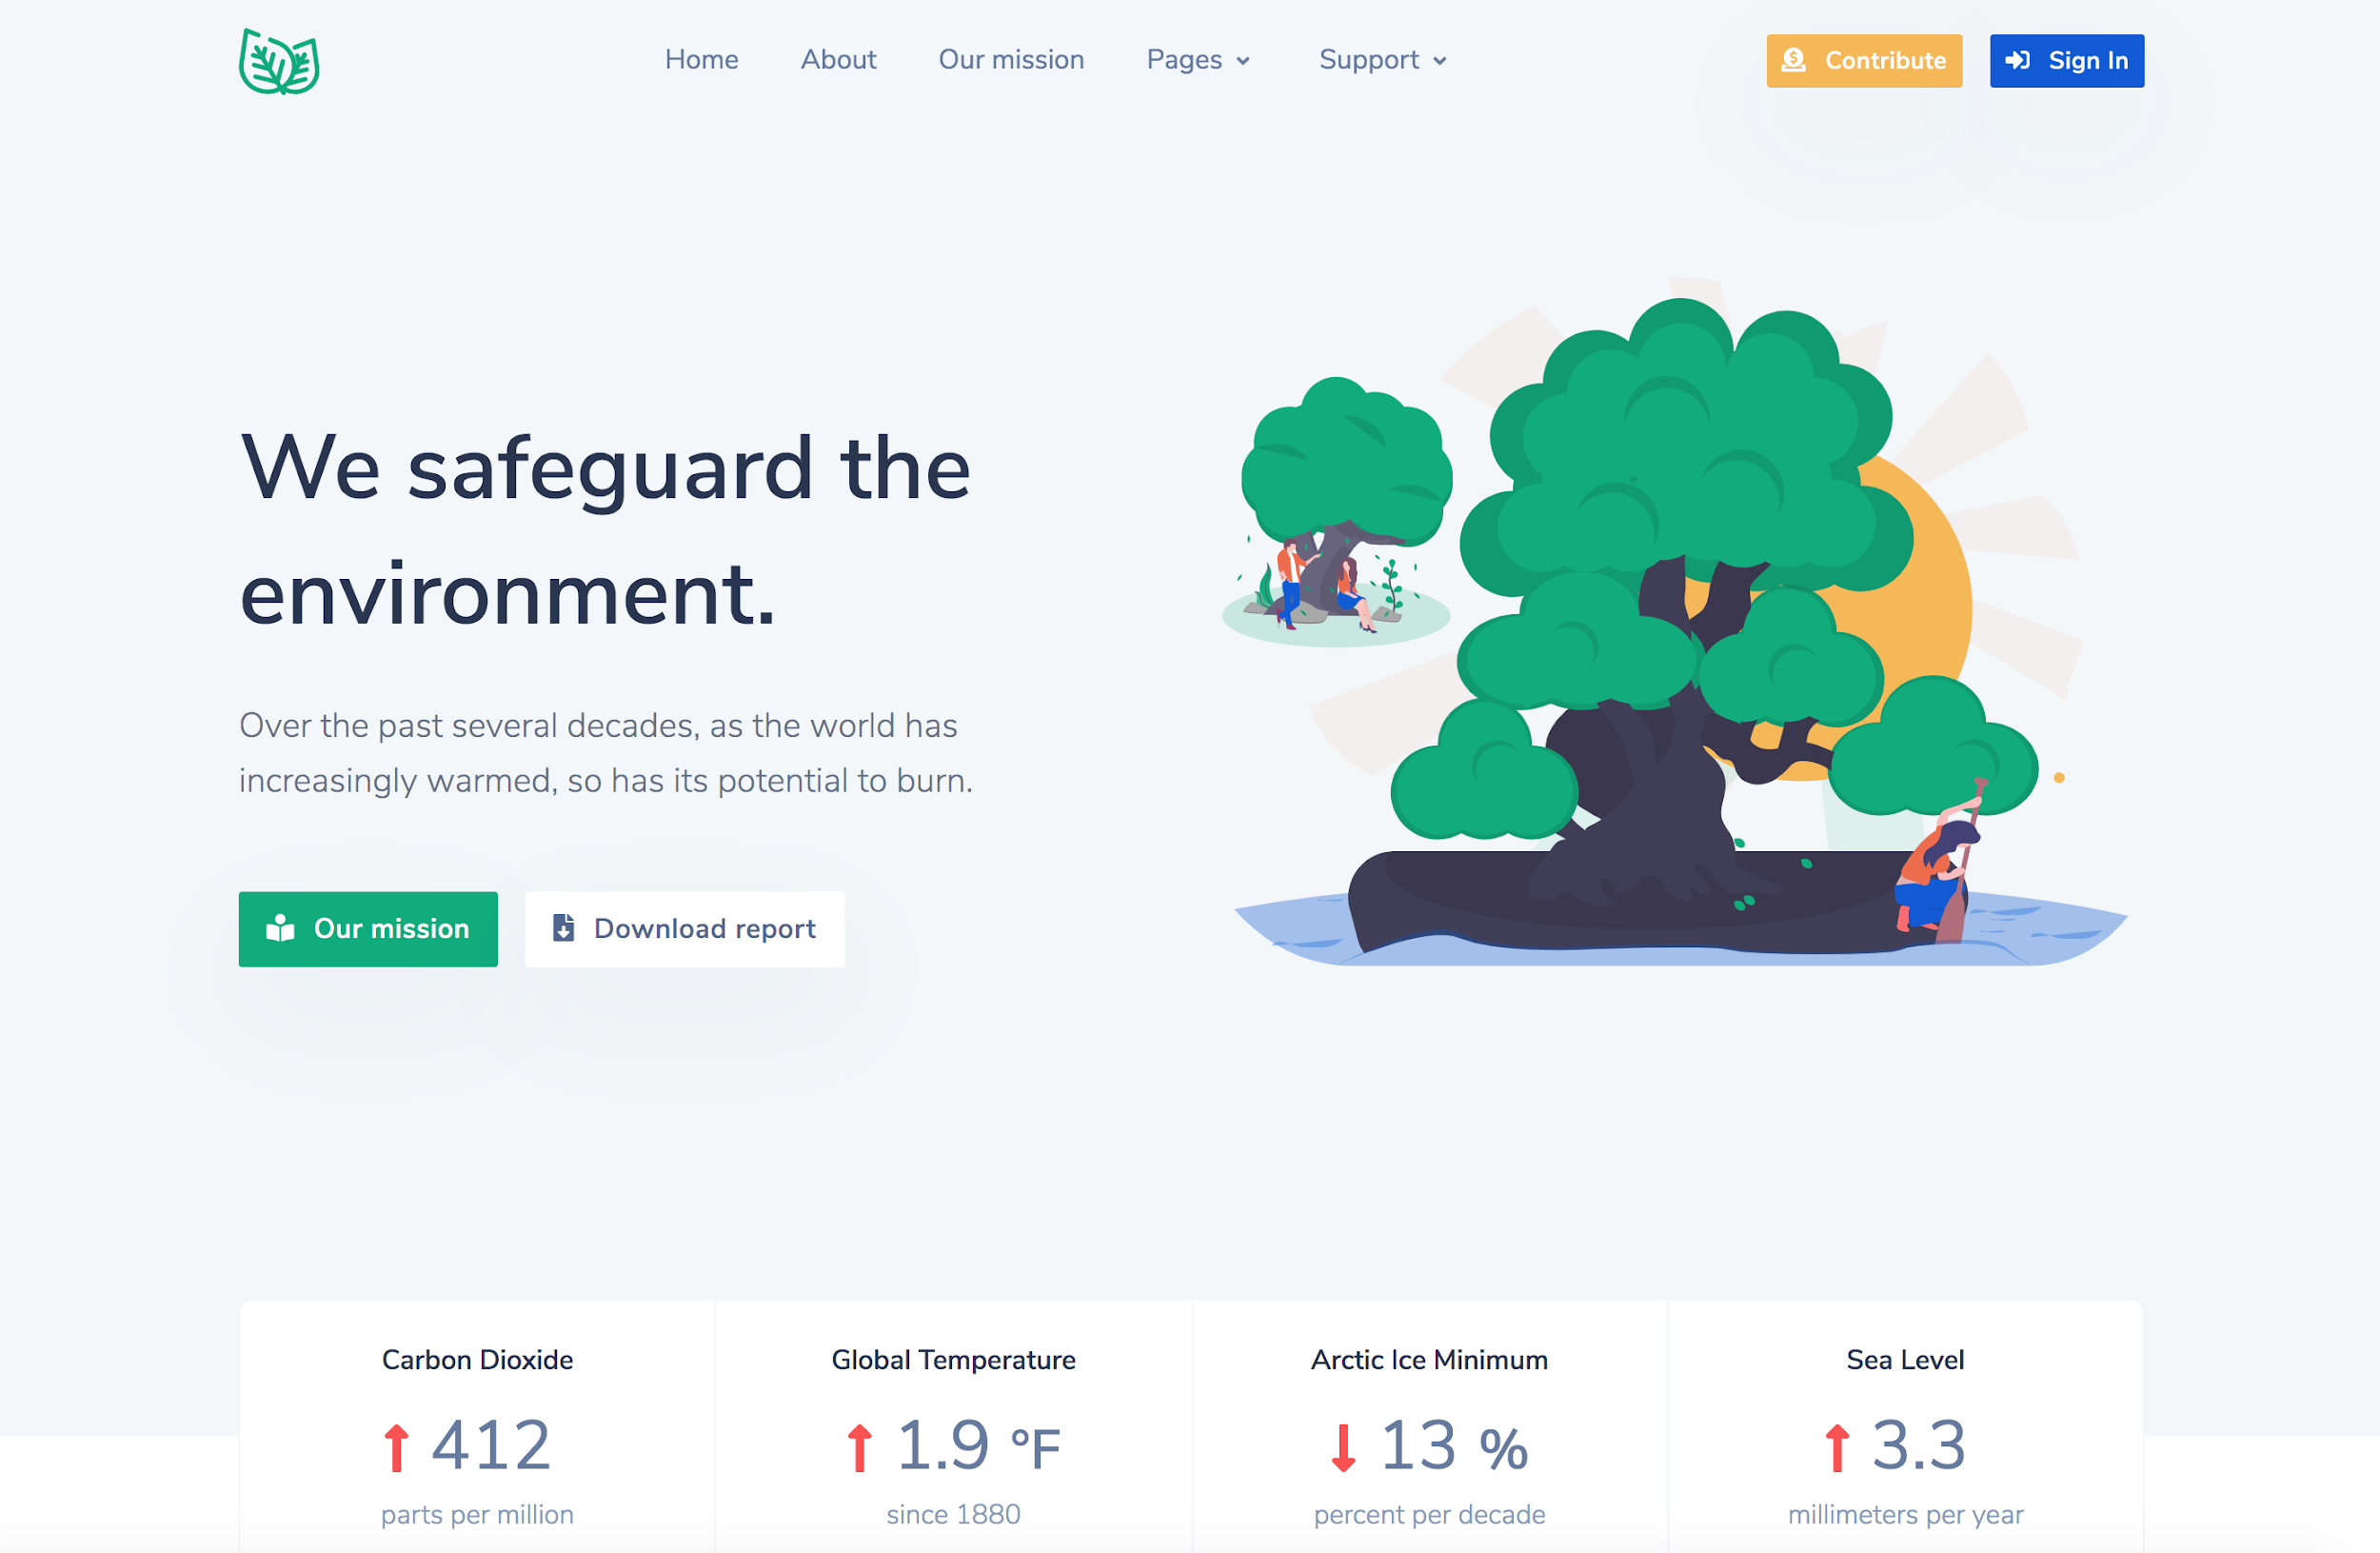 Home About Our mission Pages Support Contribute Sign In
We safeguard the
environment.
Over the past several decades, as the world has
increasingly warmed, so has its potential to burn.
Our mission Download report
Carbon Dioxide
412
parts per million
Global Temperature
1.9 °F
since 1880
Arctic Ice Minimum
13 %
percent per decade
Sea Level
3.3
millimeters per year